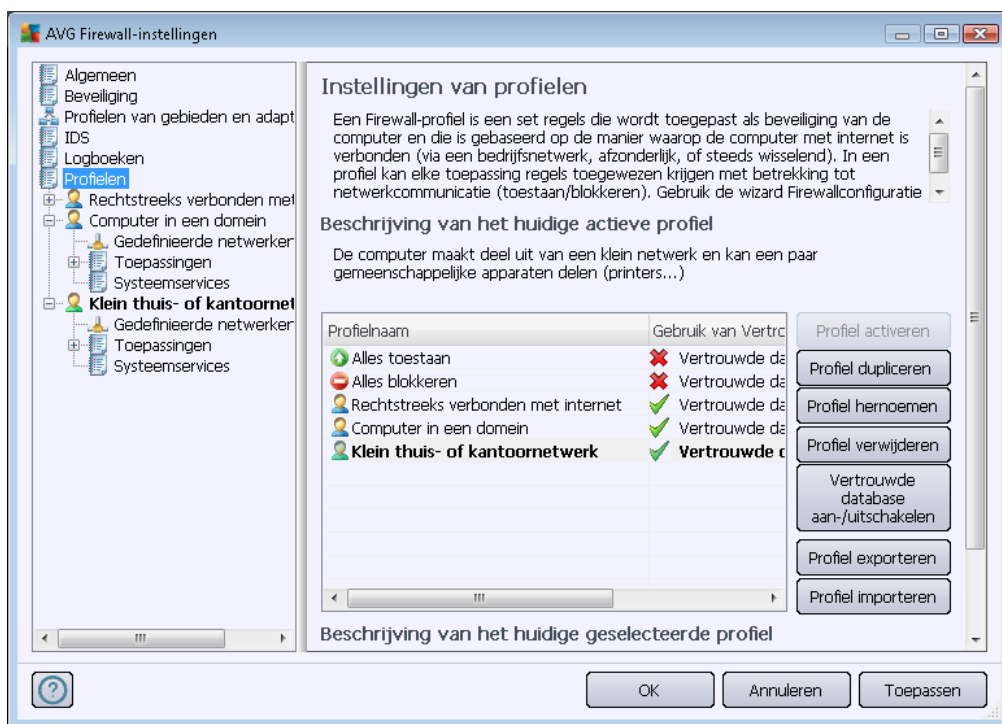 AVG Firewall-instellingen
Algemeen
Beveiliging
Profielen van gebieden en adapt
IDS
Logboeken
Profielen
Rechtstreeks verbonden met
Computer in een domein
Gedefinieerde netwerken
Toepassingen
Systeemservices
Klein thuis- of kantoornet
Gedefinieerde netwerken
Toepassingen
Systeemservices
Instellingen van profielen
Een Firewall-profiel is een set regels die wordt toegepast als beveiliging van de
computer en die is gebaseerd op de manier waarop de computer met internet is
verbonden (via een bedrijfsnetwerk, afzonderlijk, of steeds wisselend). In een
profiel kan elke toepassing regels toegewezen krijgen met betrekking tot
netwerkcommunicatie (toestaan/blokkeren). Gebruik de wizard Firewallconfiguratie
Beschrijving van het huidige actieve profiel
De computer maakt deel uit van een klein netwerk en kan een paar
gemeenschappelijke apparaten delen (printers...)
Profielnaam Gebruik van Vertro
Alles toestaan Vertrouwde da
Alles blokkeren Vertrouwde da
Rechtstreeks verbonden met internet Vertrouwde da
Computer in een domein Vertrouwde da
Klein thuis- of kantoornetwerk Vertrouwde d
Profiel activeren
Profiel dupliceren
Profiel hernoemen
Profiel verwijderen
Vertrouwde
database
aan-/uitschakelen
Profiel exporteren
Profiel importeren
Beschrijving van het huidige geselecteerde profiel
OK Annuleren Toepassen